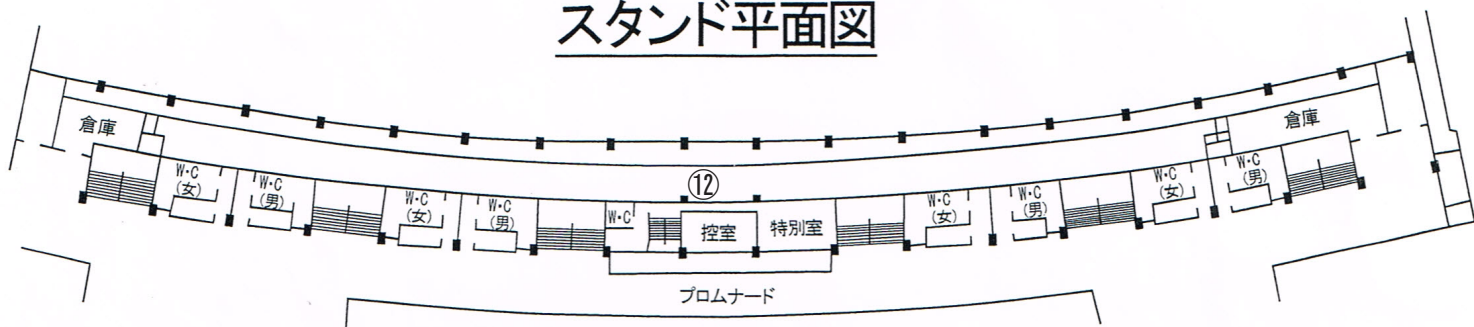 スタンド平面図
倉庫
倉庫
⑫
W・C
(女)
W・C
(男)
W・C
(女)
W・C
(男)
W・C
控室
特別室
W・C
(女)
W・C
(男)
W・C
(女)
W・C
(男)
プロムナード